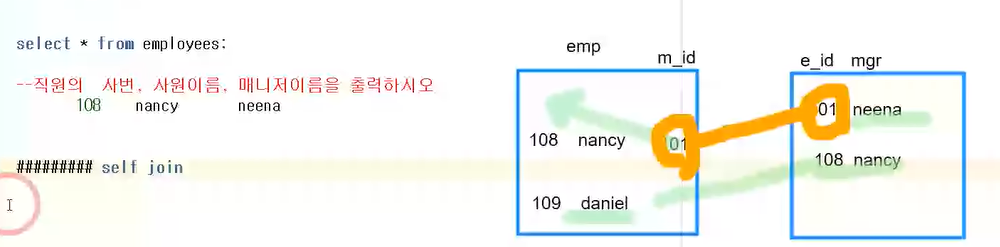 select * from employees:
--직원의 사번, 사원이름, 매니저이름을 출력하시오
108 nancy neena
######### self join
emp
m_id
e_id mgr
108 nancy 01
109 daniel
01 neena
108 nancy